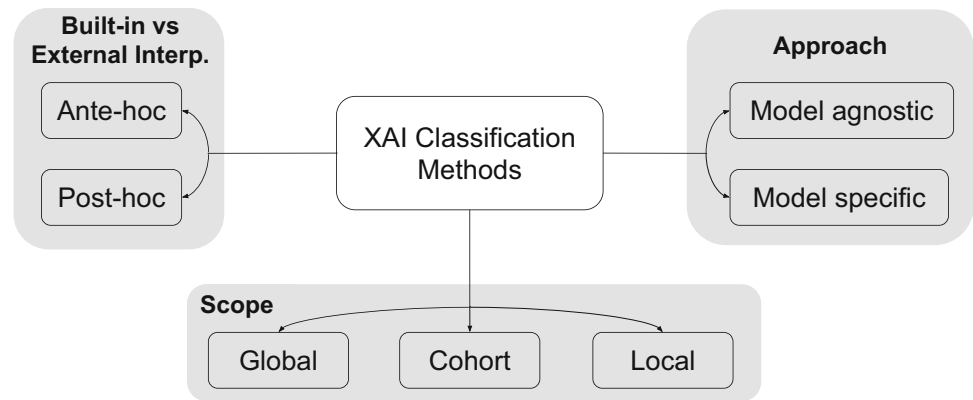 Built-in vs
External Interp.
Ante-hoc
Post-hoc
XAI Classification
Methods
Approach
Model agnostic
Model specific
Scope
Global
Cohort
Local